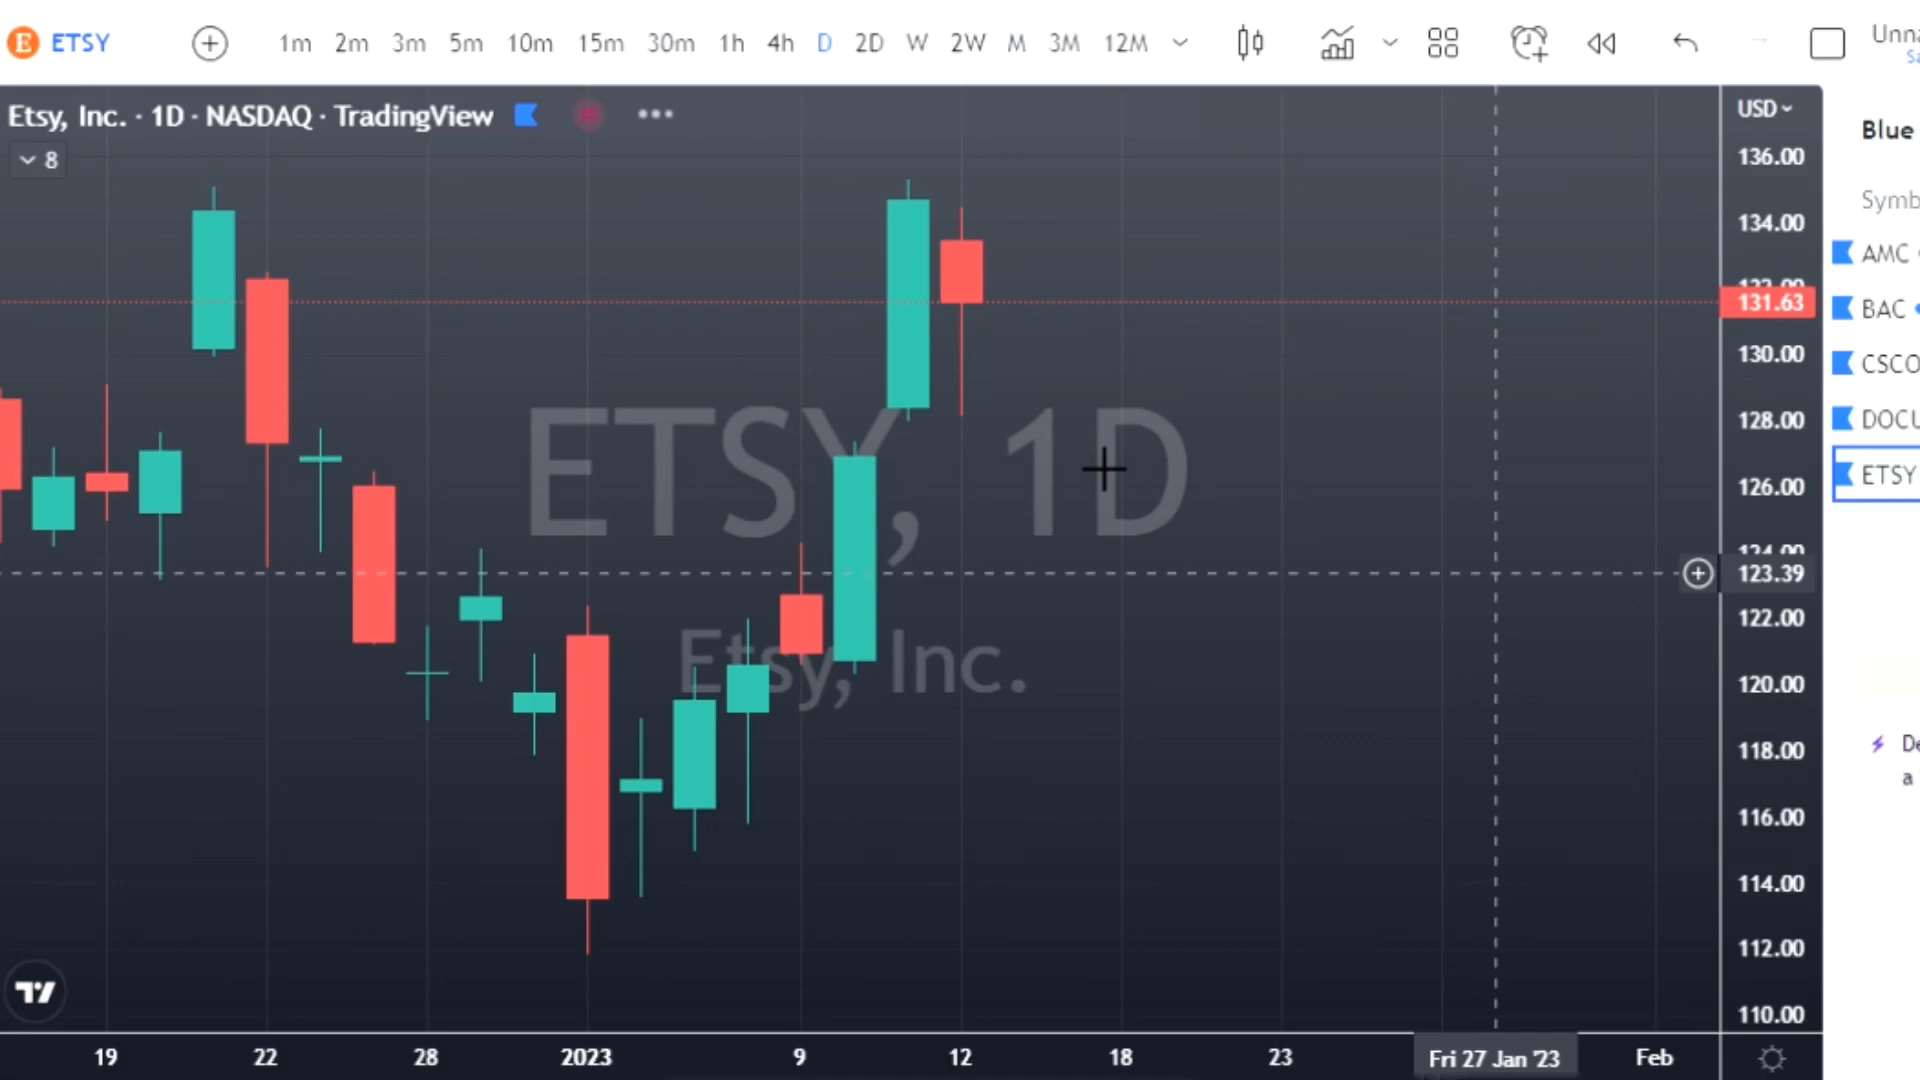 ETSY 1m 2m 3m 5m 10m 15m 30m 1h 4h D 2D W 2W M 3M 12M
Etsy, Inc. · 1D · NASDAQ · TradingView
8
USD
136.00
134.00
131.63
130.00
128.00
126.00
123.39
122.00
120.00
118.00
116.00
114.00
112.00
110.00
ETSY, 1D
Etsy, Inc.
19 22 28 2023 9 12 18 23 Fri 27 Jan '23 Feb
Blue
AMC
BAC
CSCO
ETSY
a